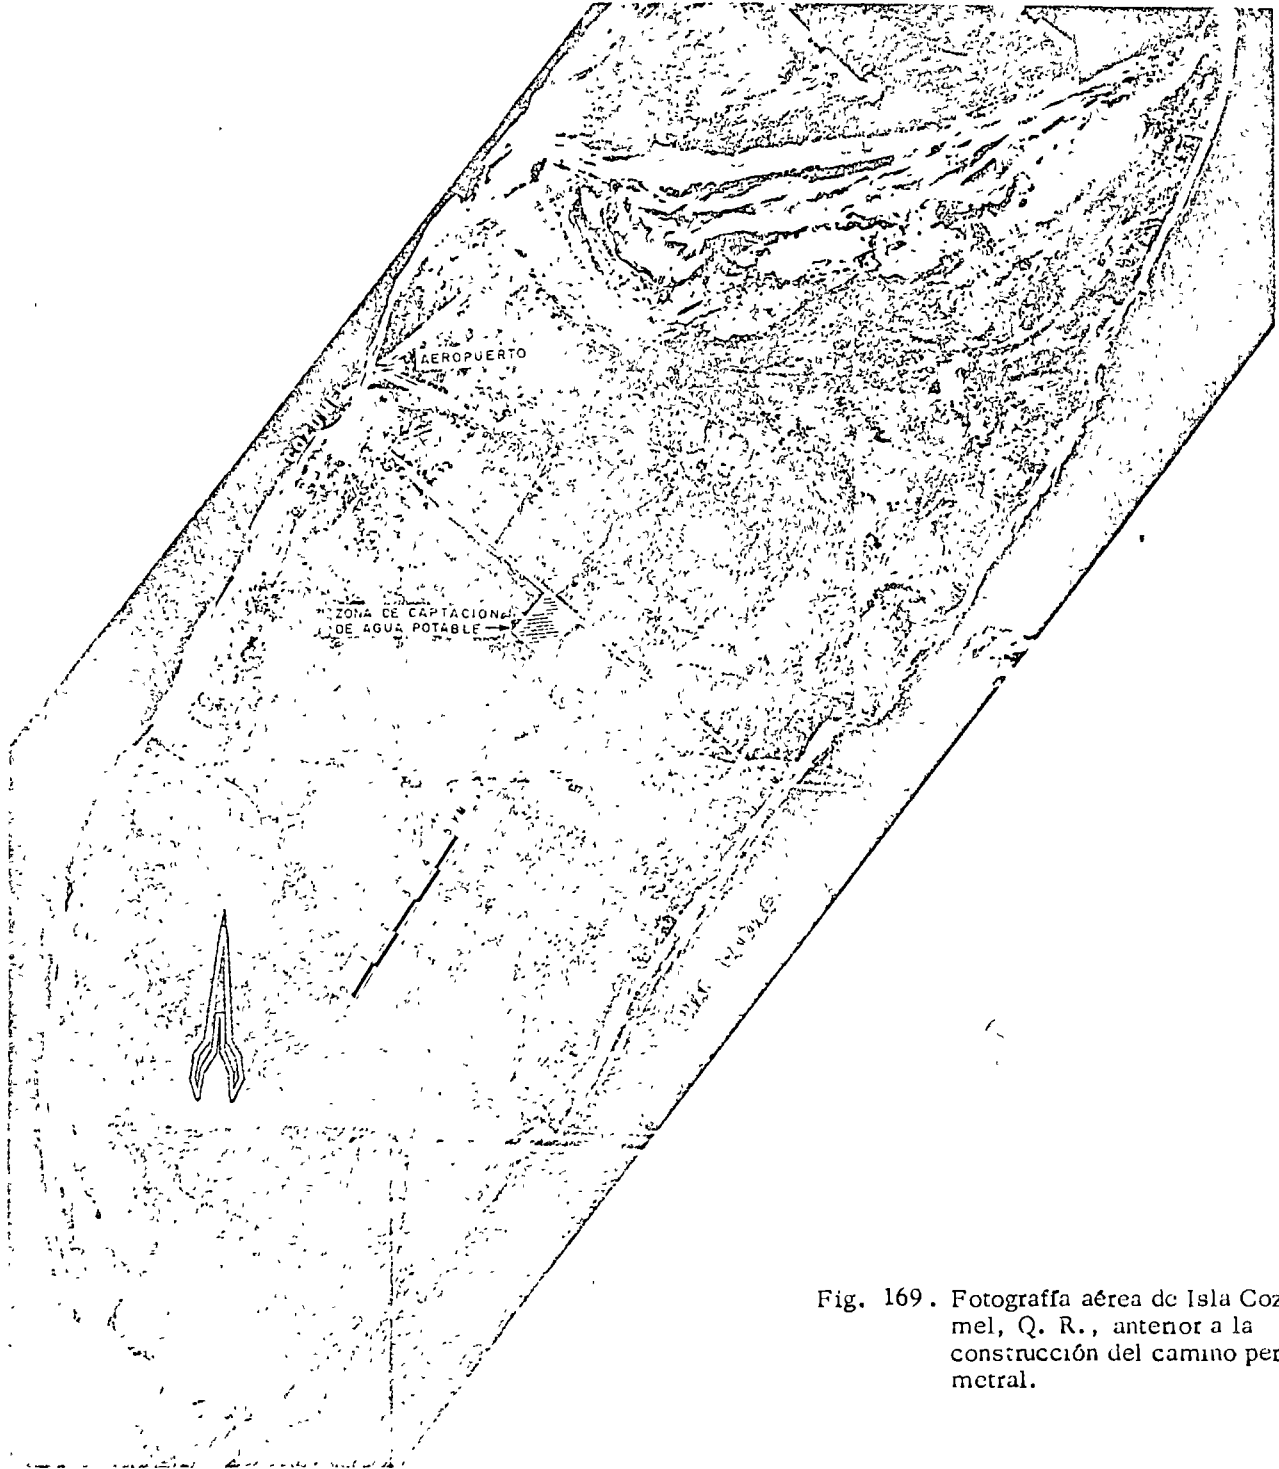 AEROPUERTO
COZUMEL
ZONA DE CAPTACION
DE AGUA POTABLE
Fig. 169. Fotografía aérea de Isla Coz
mel, Q. R., anterior a la
construcción del camino per
metral.